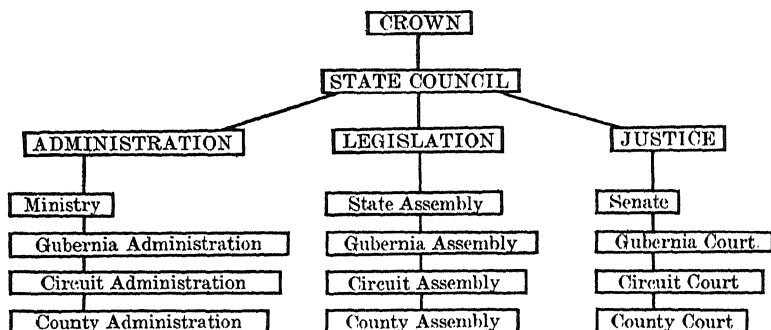 CROWN
STATE COUNCIL
ADMINISTRATION LEGISLATION JUSTICE
Ministry State Assembly Senate
Gubernia Administration Gubernia Assembly Gubernia Court
Circuit Administration Circuit Assembly Circuit Court
County Administration County Assembly County Court